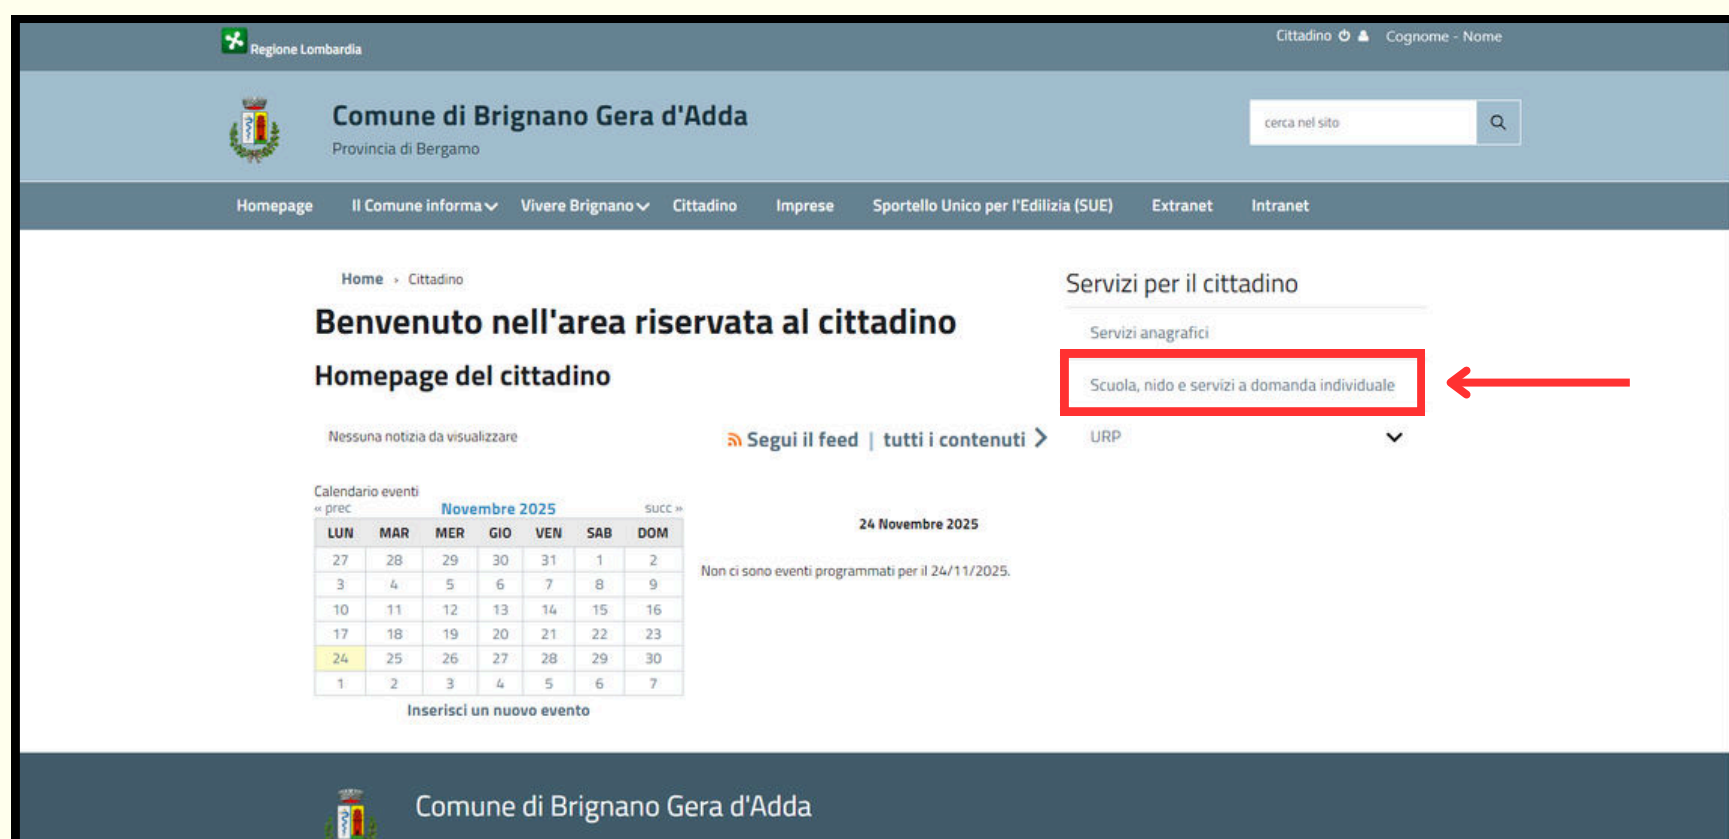 Regione Lombardia
Cittadino Cognome - Nome
Comune di Brignano Gera d'Adda
Provincia di Bergamo
cerca nel sito
Homepage Il Comune informa Vivere Brignano Cittadino Imprese Sportello Unico per l'Edilizia (SUE) Extranet Intranet
Home › Cittadino
Benvenuto nell'area riservata al cittadino
Homepage del cittadino
Nessuna notizia da visualizzare
Segui il feed | tutti i contenuti
Calendario eventi
« prec Novembre 2025 succ »
LUN MAR MER GIO VEN SAB DOM
27 28 29 30 31 1 2
3 4 5 6 7 8 9
10 11 12 13 14 15 16
17 18 19 20 21 22 23
24 25 26 27 28 29 30
1 2 3 4 5 6 7
Inserisci un nuovo evento
24 Novembre 2025
Non ci sono eventi programmati per il 24/11/2025.
Servizi per il cittadino
Servizi anagrafici
Scuola, nido e servizi a domanda individuale
URP
Comune di Brignano Gera d'Adda